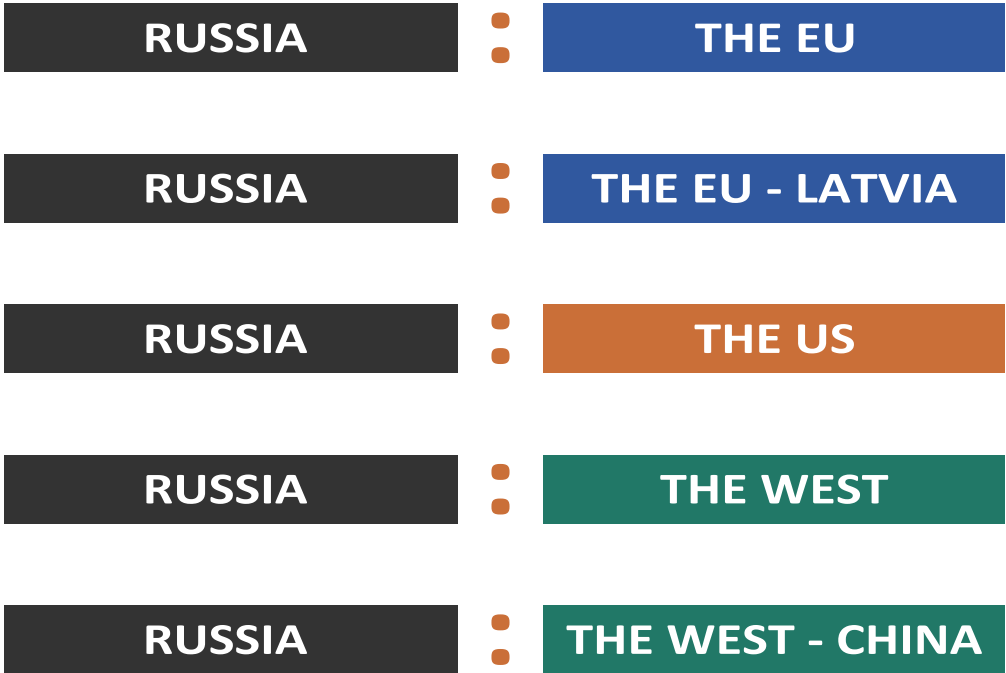 RUSSIA : THE EU
RUSSIA : THE EU - LATVIA
RUSSIA : THE US
RUSSIA : THE WEST
RUSSIA : THE WEST - CHINA